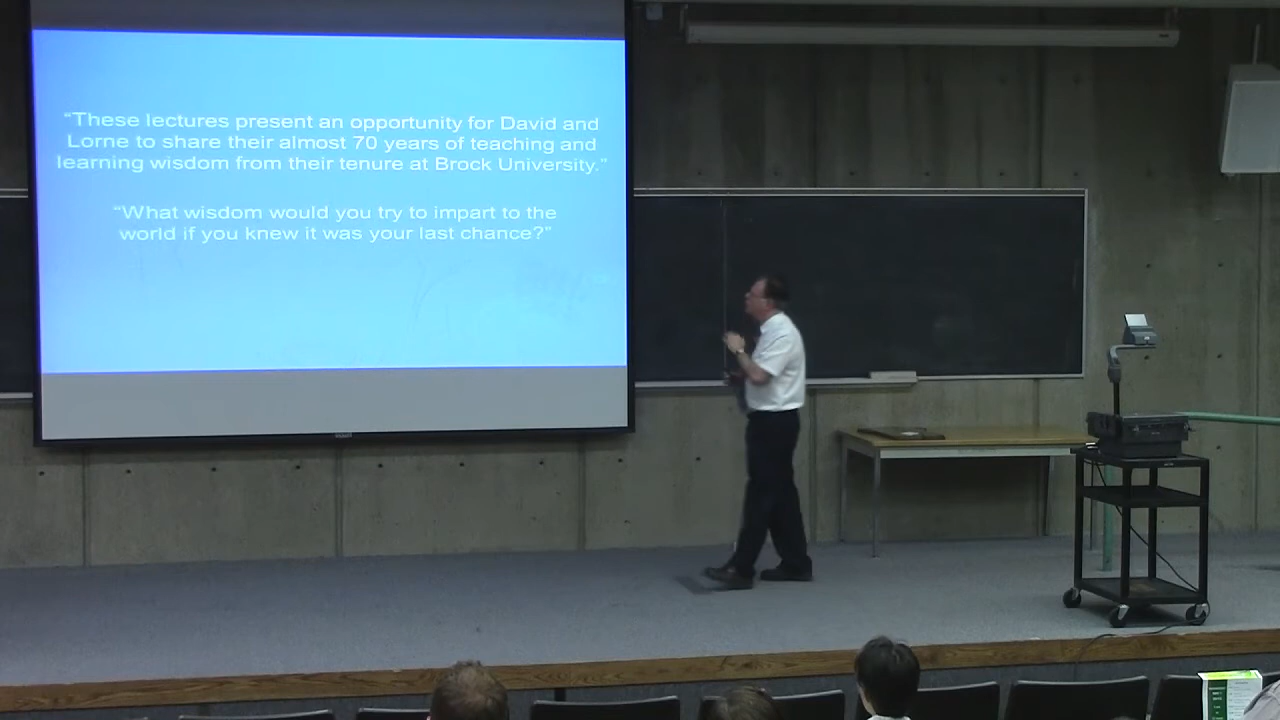 “These lectures present an opportunity for David and
Lorne to share their almost 70 years of teaching and
learning wisdom from their tenure at Brock University.”
“What wisdom would you try to impart to the
world if you knew it was your last chance?”